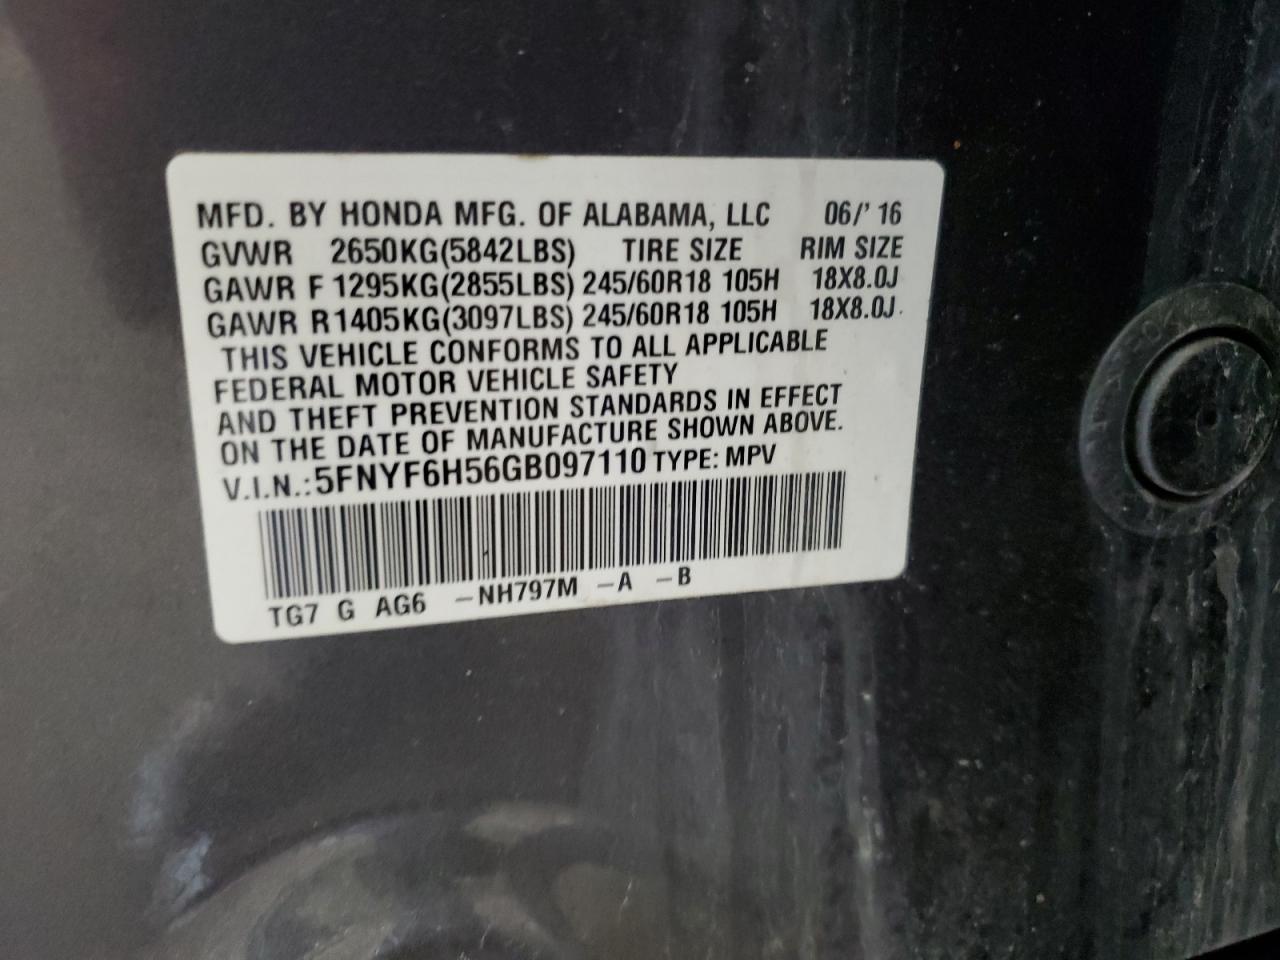 MFD. BY HONDA MFG. OF ALABAMA, LLC 06/' 16
GVWR 2650KG(5842LBS) TIRE SIZE RIM SIZE
GAWR F 1295KG(2855LBS) 245/60R18 105H 18X8.0J
GAWR R 1405KG(3097LBS) 245/60R18 105H 18X8.0J
THIS VEHICLE CONFORMS TO ALL APPLICABLE
FEDERAL MOTOR VEHICLE SAFETY
AND THEFT PREVENTION STANDARDS IN EFFECT
ON THE DATE OF MANUFACTURE SHOWN ABOVE.
V.I.N.:5FNYF6H56GB097110 TYPE: MPV
TG7 G AG6 -NH797M -A -B